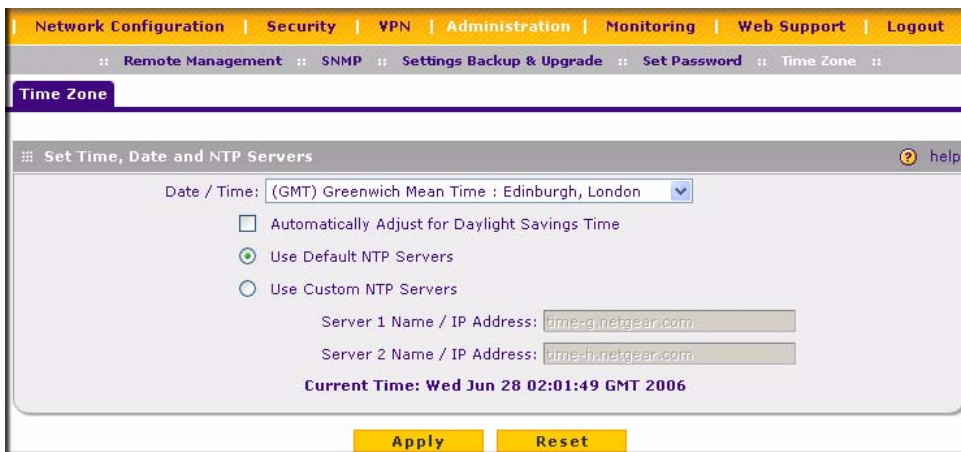 Network Configuration | Security | VPN | Administration | Monitoring | Web Support | Logout
:: Remote Management :: SNMP :: Settings Backup & Upgrade :: Set Password :: Time Zone ::
Time Zone
Set Time, Date and NTP Servers ? help
Date / Time: (GMT) Greenwich Mean Time : Edinburgh, London
Automatically Adjust for Daylight Savings Time
Use Default NTP Servers
Use Custom NTP Servers
Server 1 Name / IP Address: time-g.netgear.com
Server 2 Name / IP Address: time-h.netgear.com
Current Time: Wed Jun 28 02:01:49 GMT 2006
Apply Reset